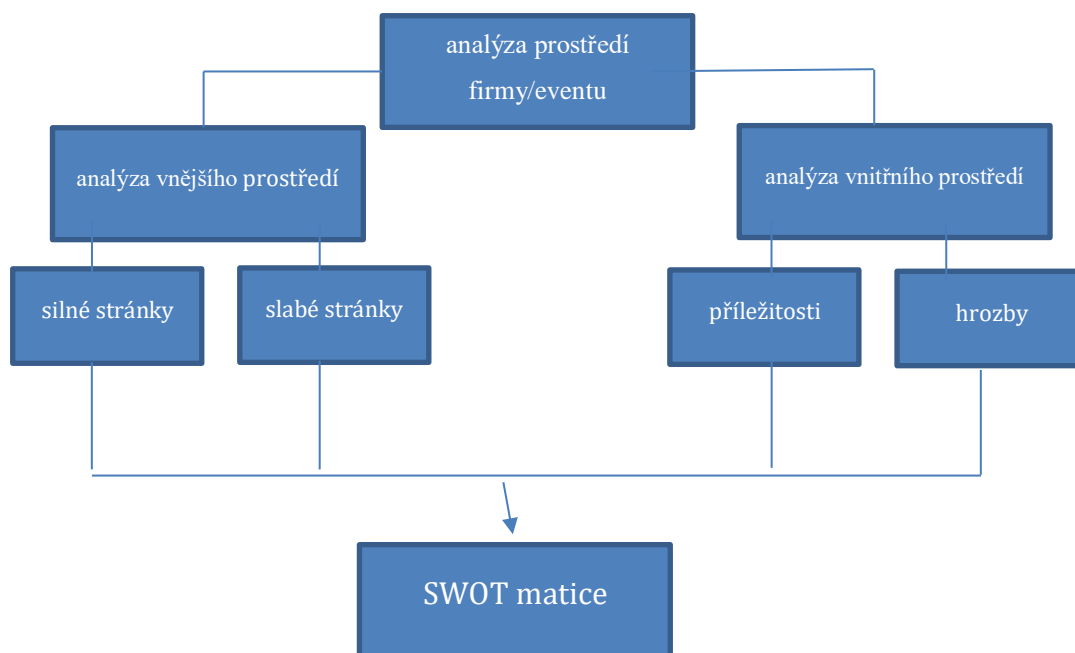 analýza prostředí
firmy/eventu
analýza vnějšího prostředí
analýza vnitřního prostředí
silné stránky
slabé stránky
příležitosti
hrozby
SWOT matice